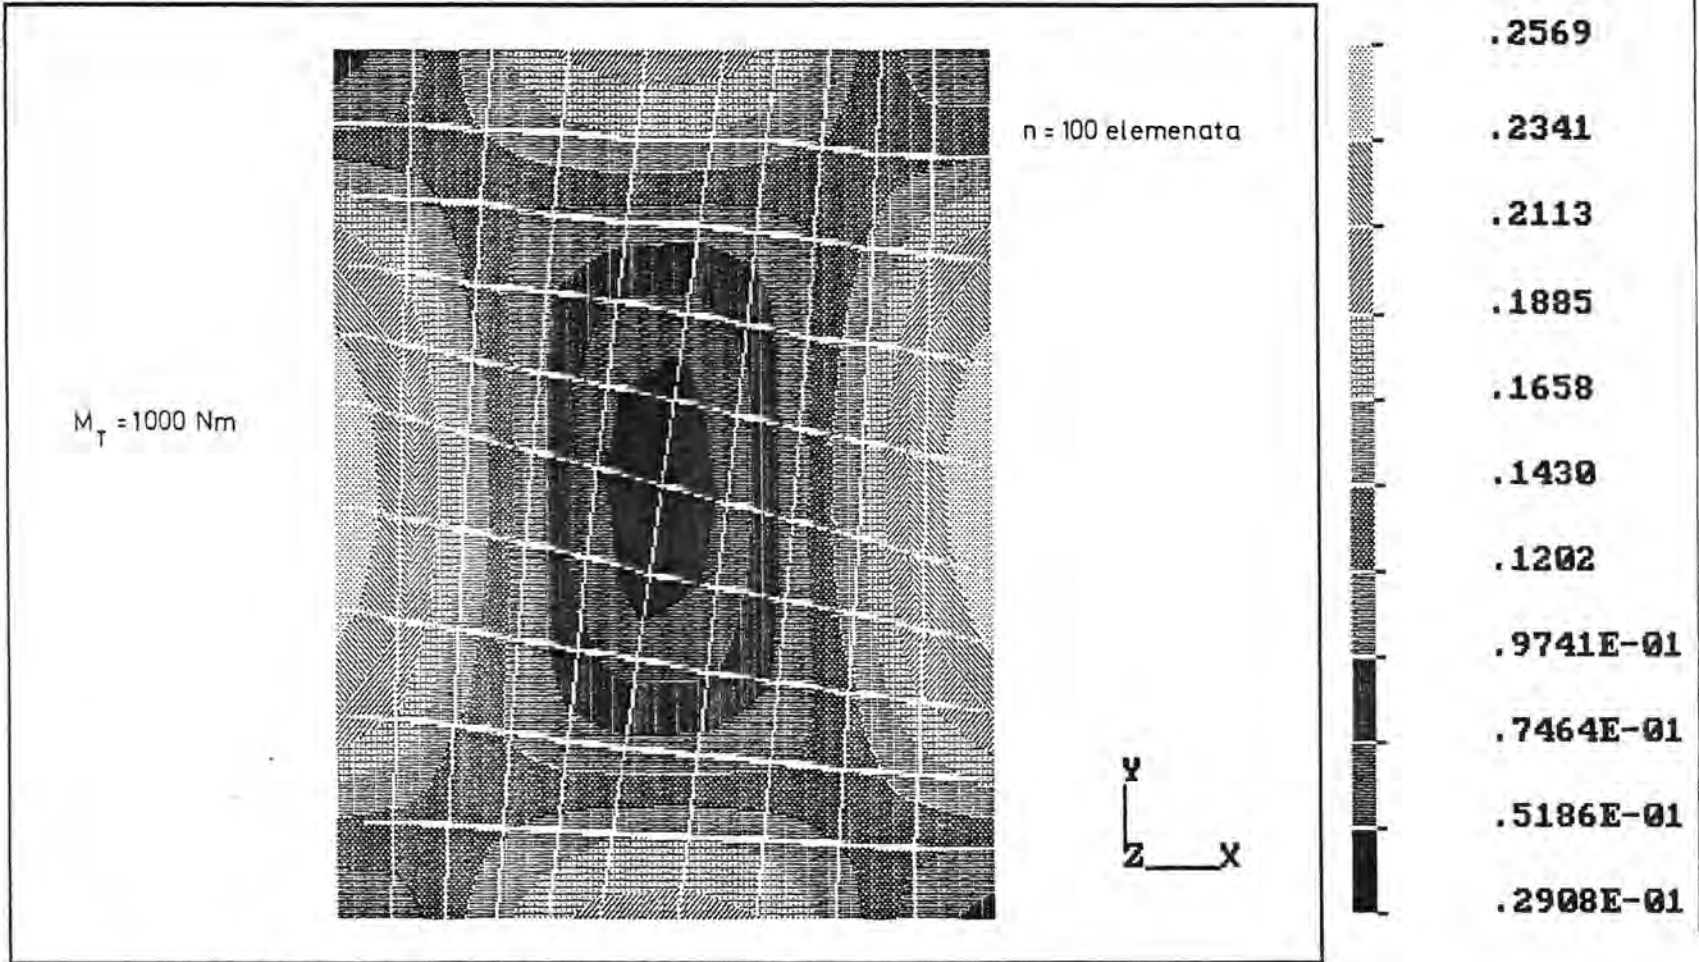 n = 100 elemenata
M_T = 1000 Nm
Y
Z X
.2569
.2341
.2113
.1885
.1658
.1430
.1202
.9741E-01
.7464E-01
.5186E-01
.2908E-01